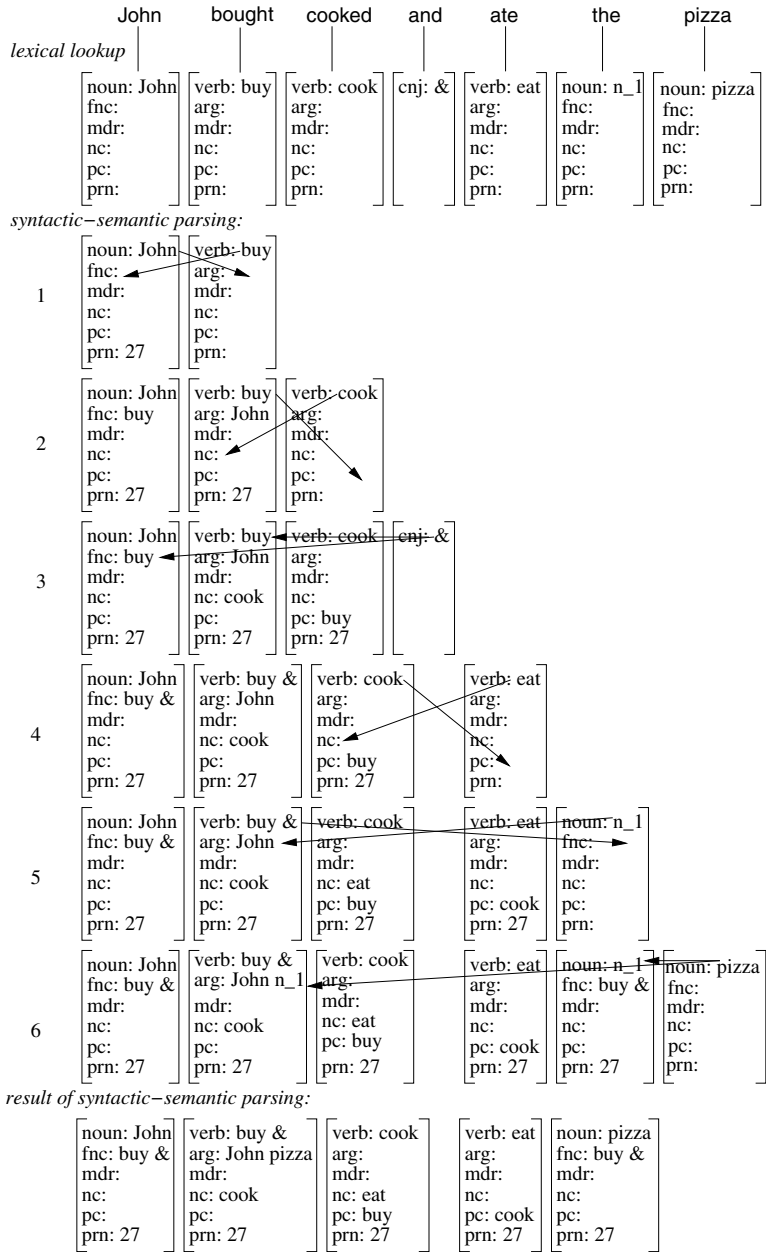 John bought cooked and ate the pizza
lexical lookup
noun: John verb: buy verb: cook cnj: & verb: eat noun: n_1 noun: pizza
fnc: arg: arg: arg: fnc: fnc:
mdr: mdr: mdr: mdr: mdr: mdr:
nc: nc: nc: nc: nc: nc:
pc: pc: pc: pc: pc: pc:
prn: prn: prn: prn: prn: prn:
syntactic−semantic parsing:
noun: John verb: buy
fnc: arg:
1 mdr: mdr:
nc: nc:
pc: pc:
prn: 27 prn:
noun: John verb: buy verb: cook
fnc: buy arg: John arg:
2 mdr: mdr: mdr:
nc: nc: nc:
pc: pc: pc:
prn: 27 prn: 27 prn:
noun: John verb: buy verb: cook cnj: &
fnc: buy arg: John arg:
3 mdr: mdr: mdr:
nc: nc: cook nc:
pc: pc: pc: buy
prn: 27 prn: 27 prn: 27
noun: John verb: buy & verb: cook verb: eat
fnc: buy & arg: John arg: arg:
4 mdr: mdr: mdr: mdr:
nc: nc: cook nc: nc:
pc: pc: pc: buy pc:
prn: 27 prn: 27 prn: 27 prn:
noun: John verb: buy & verb: cook verb: eat noun: n_1
fnc: buy & arg: John arg: arg: fnc:
5 mdr: mdr: mdr: mdr: mdr:
nc: nc: cook nc: eat nc: nc:
pc: pc: pc: buy pc: cook pc:
prn: 27 prn: 27 prn: 27 prn: 27 prn:
noun: John verb: buy & verb: cook verb: eat noun: n_1 noun: pizza
fnc: buy & arg: John n_1 arg: arg: fnc: buy & fnc:
6 mdr: mdr: mdr: mdr: mdr: mdr:
nc: nc: cook nc: eat nc: nc: nc:
pc: pc: pc: buy pc: cook pc: pc:
prn: 27 prn: 27 prn: 27 prn: 27 prn: 27 prn:
result of syntactic−semantic parsing:
noun: John verb: buy & verb: cook verb: eat noun: pizza
fnc: buy & arg: John pizza arg: arg: fnc: buy &
mdr: mdr: mdr: mdr: mdr:
nc: nc: cook nc: eat nc: nc:
pc: pc: pc: buy pc: cook pc:
prn: 27 prn: 27 prn: 27 prn: 27 prn: 27